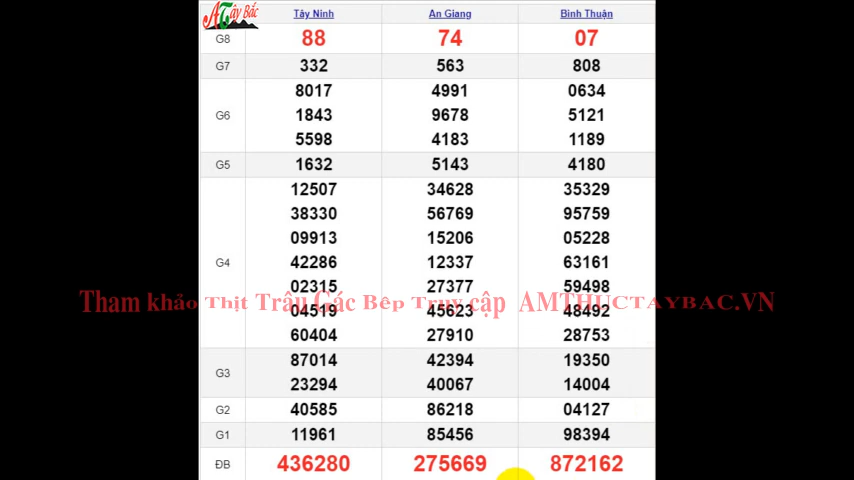 ATây Bắc
Tây Ninh An Giang Bình Thuận
G8 88 74 07
G7 332 563 808
8017 4991 0634
G6 1843 9678 5121
5598 4183 1189
G5 1632 5143 4180
12507 34628 35329
38330 56769 95759
09913 15206 05228
G4 42286 12337 63161
02315 27377 59498
Tham khảo Thịt Trâu Gác Bếp Truy cập AMTHUCTAYBAC.VN
04519 45623 48492
60404 27910 28753
87014 42394 19350
G3
23294 40067 14004
G2 40585 86218 04127
G1 11961 85456 98394
ĐB 436280 275669 872162